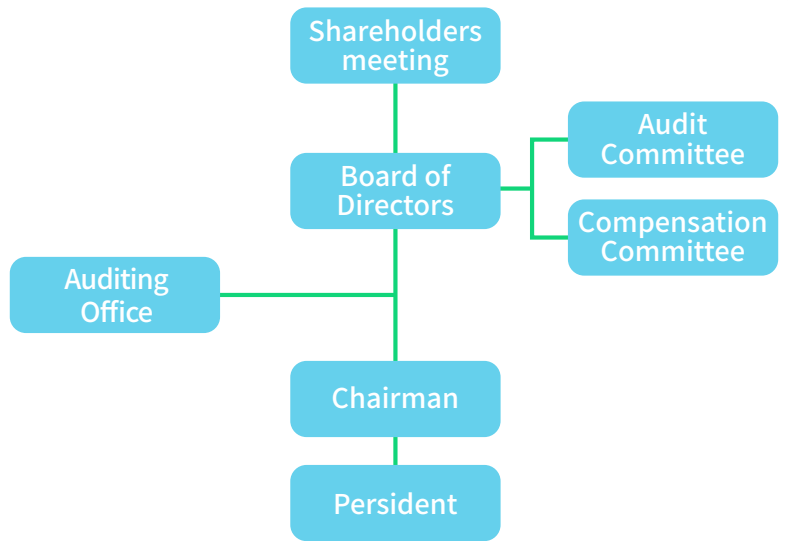 Shareholders
meeting
Board of
Directors
Audit
Committee
Compensation
Committee
Auditing
Office
Chairman
Persident